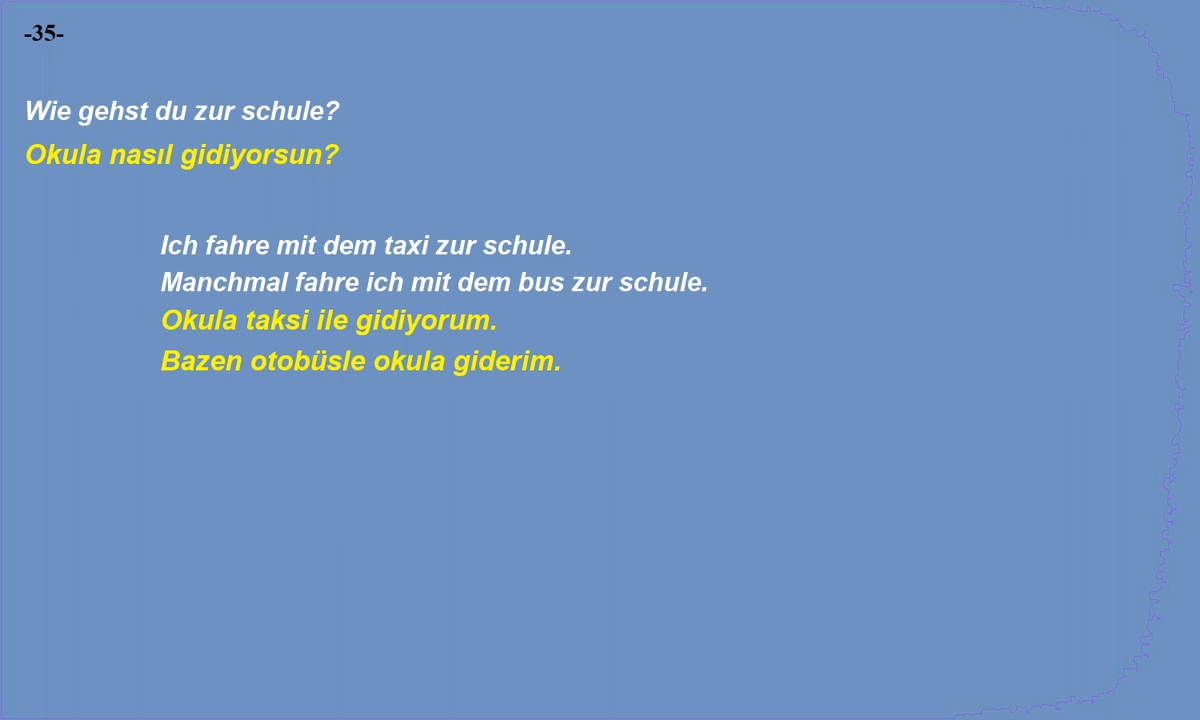 -35-
Wie gehst du zur schule?
Okula nasıl gidiyorsun?
Ich fahre mit dem taxi zur schule.
Manchmal fahre ich mit dem bus zur schule.
Okula taksi ile gidiyorum.
Bazen otobüsle okula giderim.